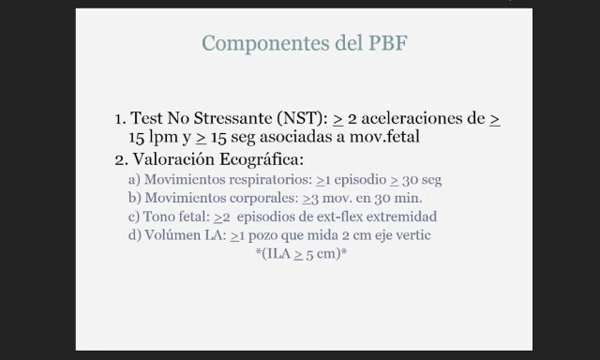 Componentes del PBF
1. Test No Stressante (NST): ≥ 2 aceleraciones de ≥
15 lpm y ≥ 15 seg asociadas a mov.fetal
2. Valoración Ecográfica:
a) Movimientos respiratorios: ≥1 episodio ≥ 30 seg
b) Movimientos corporales: ≥3 mov. en 30 min.
c) Tono fetal: ≥2 episodios de ext-flex extremidad
d) Volúmen LA: ≥1 pozo que mida 2 cm eje vertic
*(ILA ≥ 5 cm)*